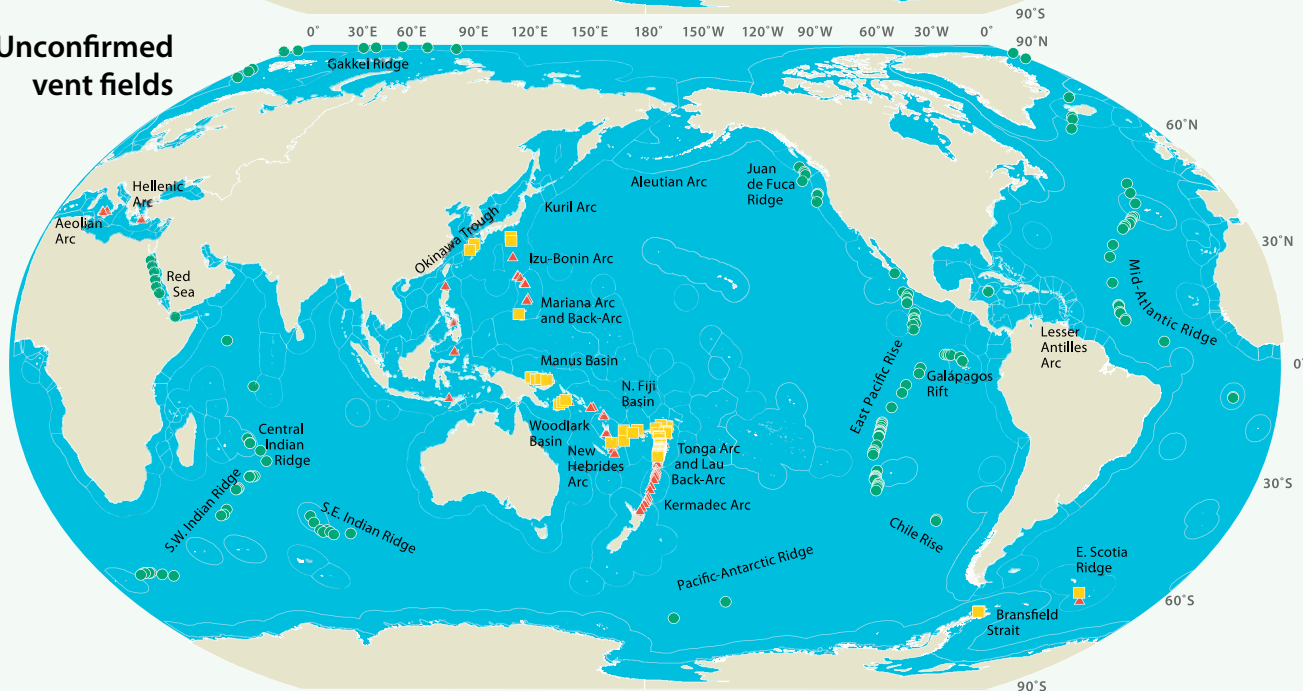 90˚S
0˚ 30˚E 60˚E 90˚E 120˚E 150˚E 180˚ 150˚W 120˚W 90˚W 60˚W 30˚W 0˚
90˚N
Unconfirmed
vent fields
Gakkel Ridge
60˚N
Hellenic
Arc
Aeolian
Arc
Aleutian Arc
Juan
de Fuca
Ridge
Kuril Arc
Okinawa Trough
30˚N
Izu-Bonin Arc
Red
Sea
Mid-Atlantic Ridge
Mariana Arc
and Back-Arc
Lesser
Antilles
Arc
Manus Basin
0˚
East Pacific Rise
Galápagos
Rift
N. Fiji
Basin
Woodlark
Basin
Central
Indian
Ridge
New
Hebrides
Arc
Tonga Arc
and Lau
Back-Arc
30˚S
S.W. Indian Ridge
Kermadec Arc
S.E. Indian Ridge
Chile Rise
Pacific-Antarctic Ridge
E. Scotia
Ridge
60˚S
Bransfield
Strait
90˚S